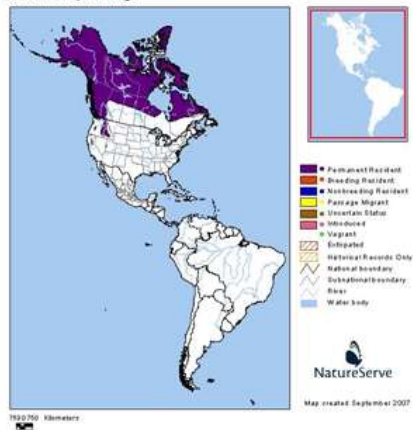 Permanent Resident
Breeding Resident
Nonbreeding Resident
Passage Migrant
Uncertain Status
Introduced
Vagrant
Extirpated
Historical Records Only
National boundary
Subnational boundary
River
Water body
NatureServe
Map created September 2007
Kilometers